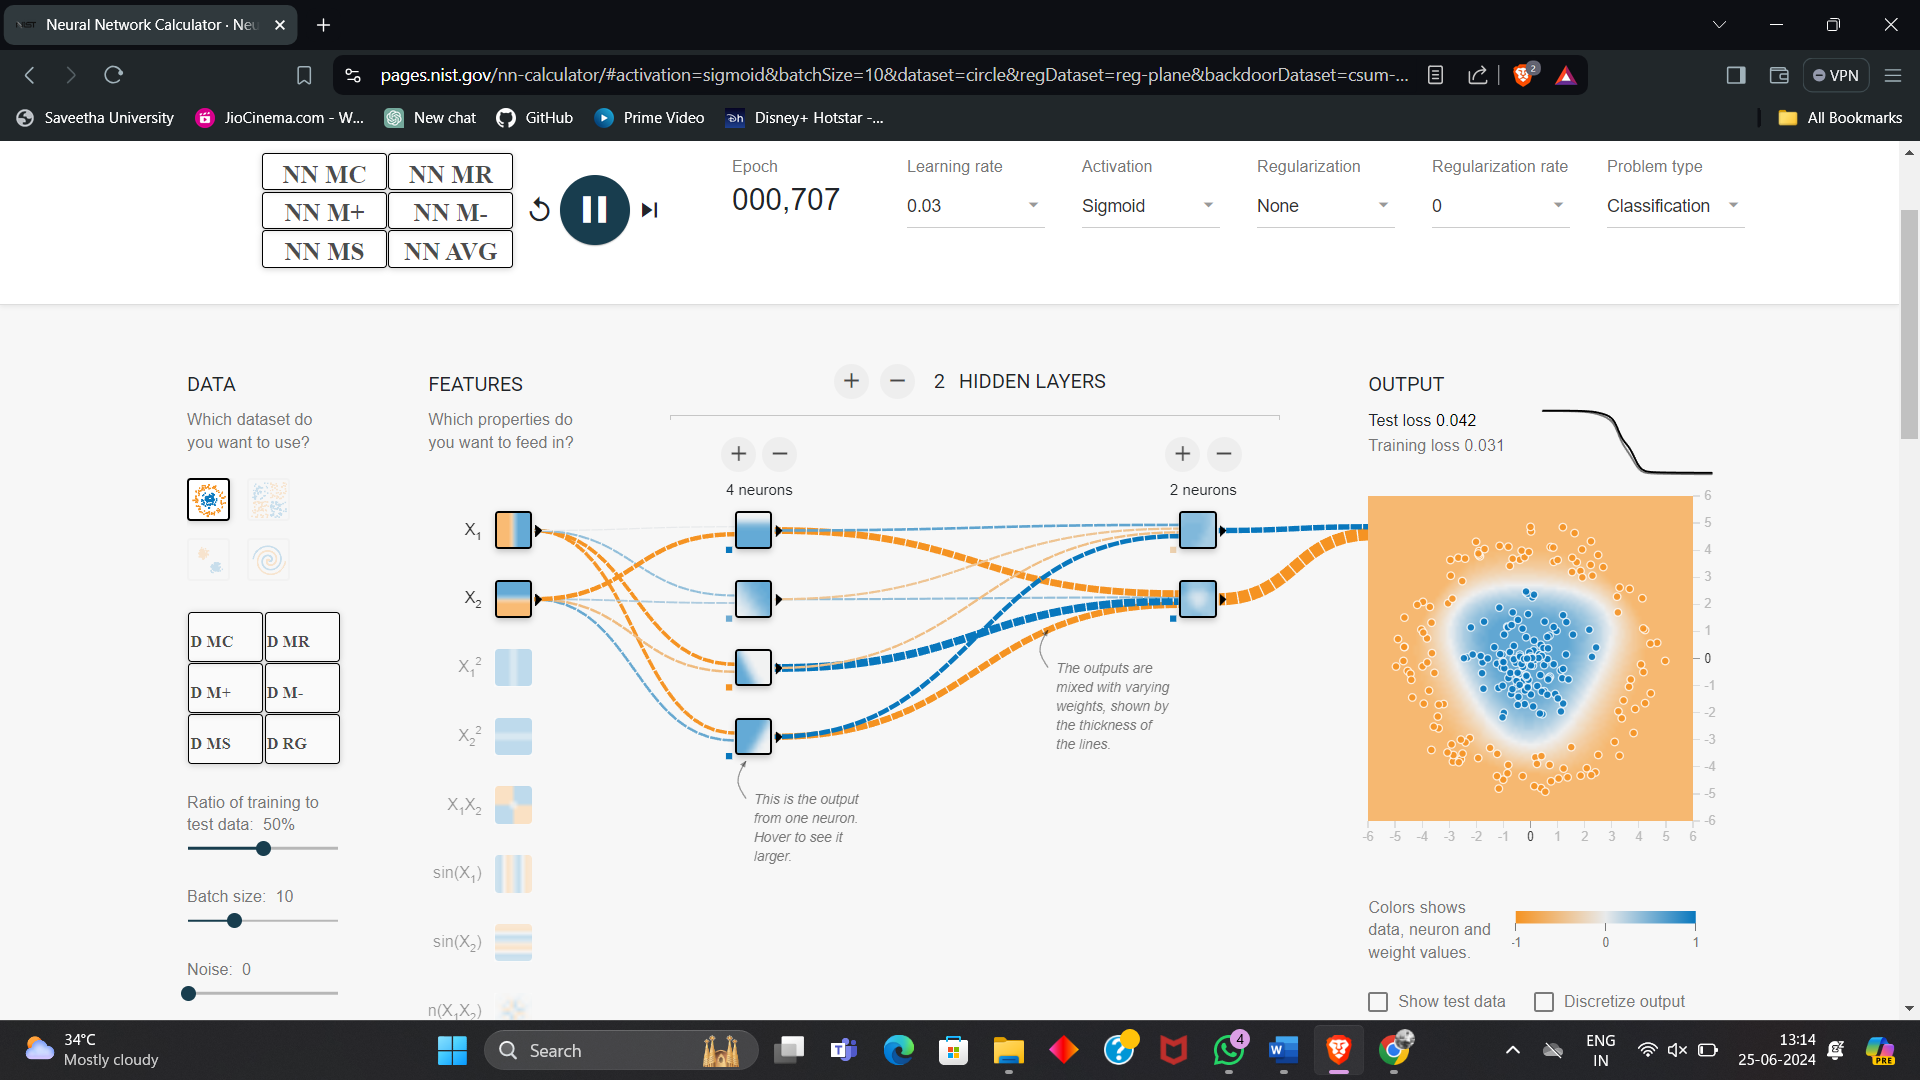 Neural Network Calculator · Neu
pages.nist.gov/nn-calculator/#activation=sigmoid&batchSize=10&dataset=circle&regDataset=reg-plane&backdoorDataset=csum-...
2
VPN
Saveetha University
JioCinema.com - W...
New chat
GitHub
Prime Video
Disney+ Hotstar -...
All Bookmarks
NN MC NN MR
NN M+ NN M-
NN MS NN AVG
Epoch
000,707
Learning rate
0.03
Activation
Sigmoid
Regularization
None
Regularization rate
0
Problem type
Classification
DATA
Which dataset do
you want to use?
D MC D MR
D M+ D M-
D MS D RG
Ratio of training to
test data: 50%
Batch size: 10
Noise: 0
FEATURES
Which properties do
you want to feed in?
X1
X2
X1²
X2²
X1X2
sin(X1)
sin(X2)
n(X1X2)
+ − 2 HIDDEN LAYERS
+ −
4 neurons
+ −
2 neurons
This is the output
from one neuron.
Hover to see it
larger.
The outputs are
mixed with varying
weights, shown by
the thickness of
the lines.
OUTPUT
Test loss 0.042
Training loss 0.031
6
5
4
3
2
1
0
-1
-2
-3
-4
-5
-6
-6 -5 -4 -3 -2 -1 0 1 2 3 4 5 6
Colors shows
data, neuron and
weight values.
-1 0 1
Show test data
Discretize output
34°C
Mostly cloudy
Search
4
ENG
IN
13:14
25-06-2024
PRE